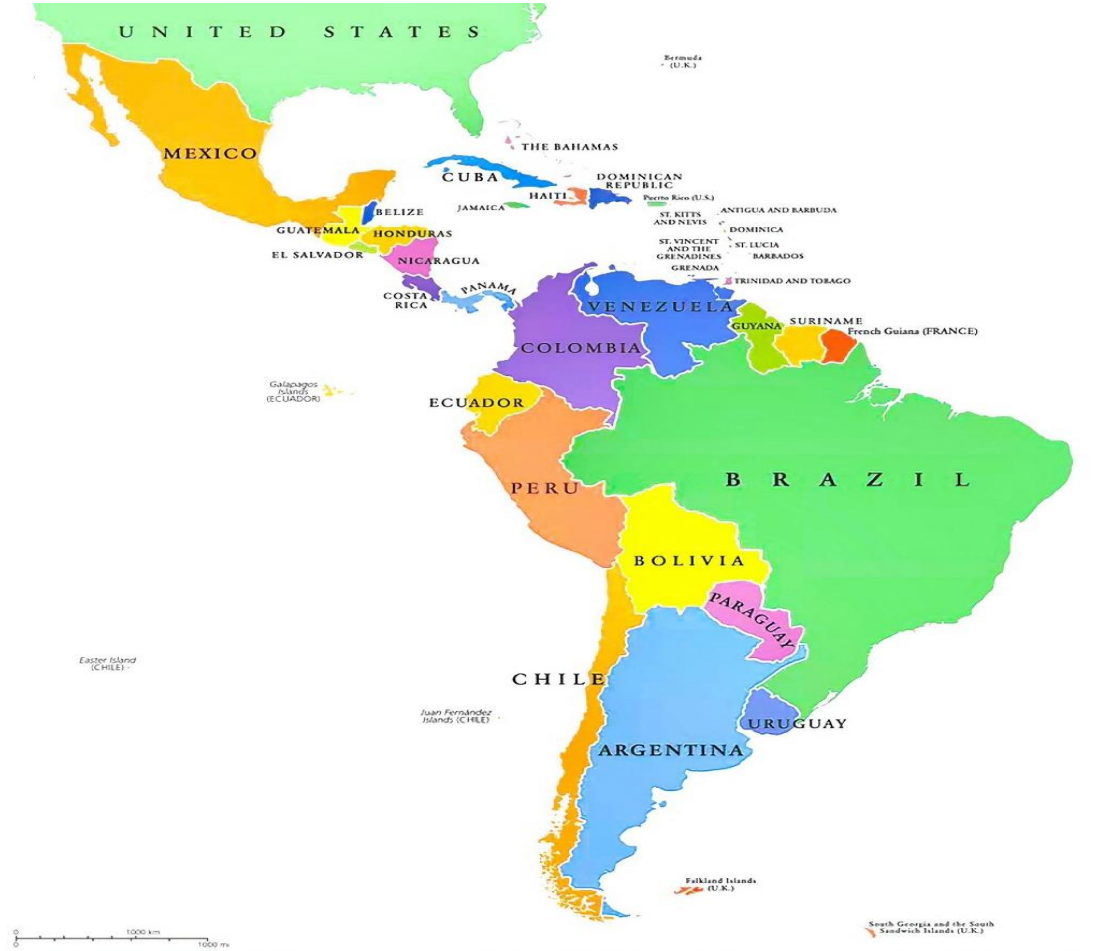 UNITED STATES
Bermuda
(U.K.)
MEXICO
THE BAHAMAS
CUBA
HAITI
DOMINICAN
REPUBLIC
JAMAICA
Puerto Rico (U.S.)
BELIZE
ST. KITTS
AND NEVIS
ANTIGUA AND BARBUDA
GUATEMALA
HONDURAS
DOMINICA
EL SALVADOR
NICARAGUA
ST. VINCENT
AND THE
GRENADINES
ST. LUCIA
BARBADOS
GRENADA
TRINIDAD AND TOBAGO
COSTA
RICA
PANAMA
VENEZUELA
GUYANA
SURINAME
French Guiana (FRANCE)
COLOMBIA
Galapagos
Islands
(ECUADOR)
ECUADOR
PERU
BRAZIL
BOLIVIA
PARAGUAY
Easter Island
(CHILE)
CHILE
Juan Fernández
Islands (CHILE)
URUGUAY
ARGENTINA
Falkland Islands
(U.K.)
South Georgia and the South
Sandwich Islands (U.K.)
0 1000 km
0 1000 mi